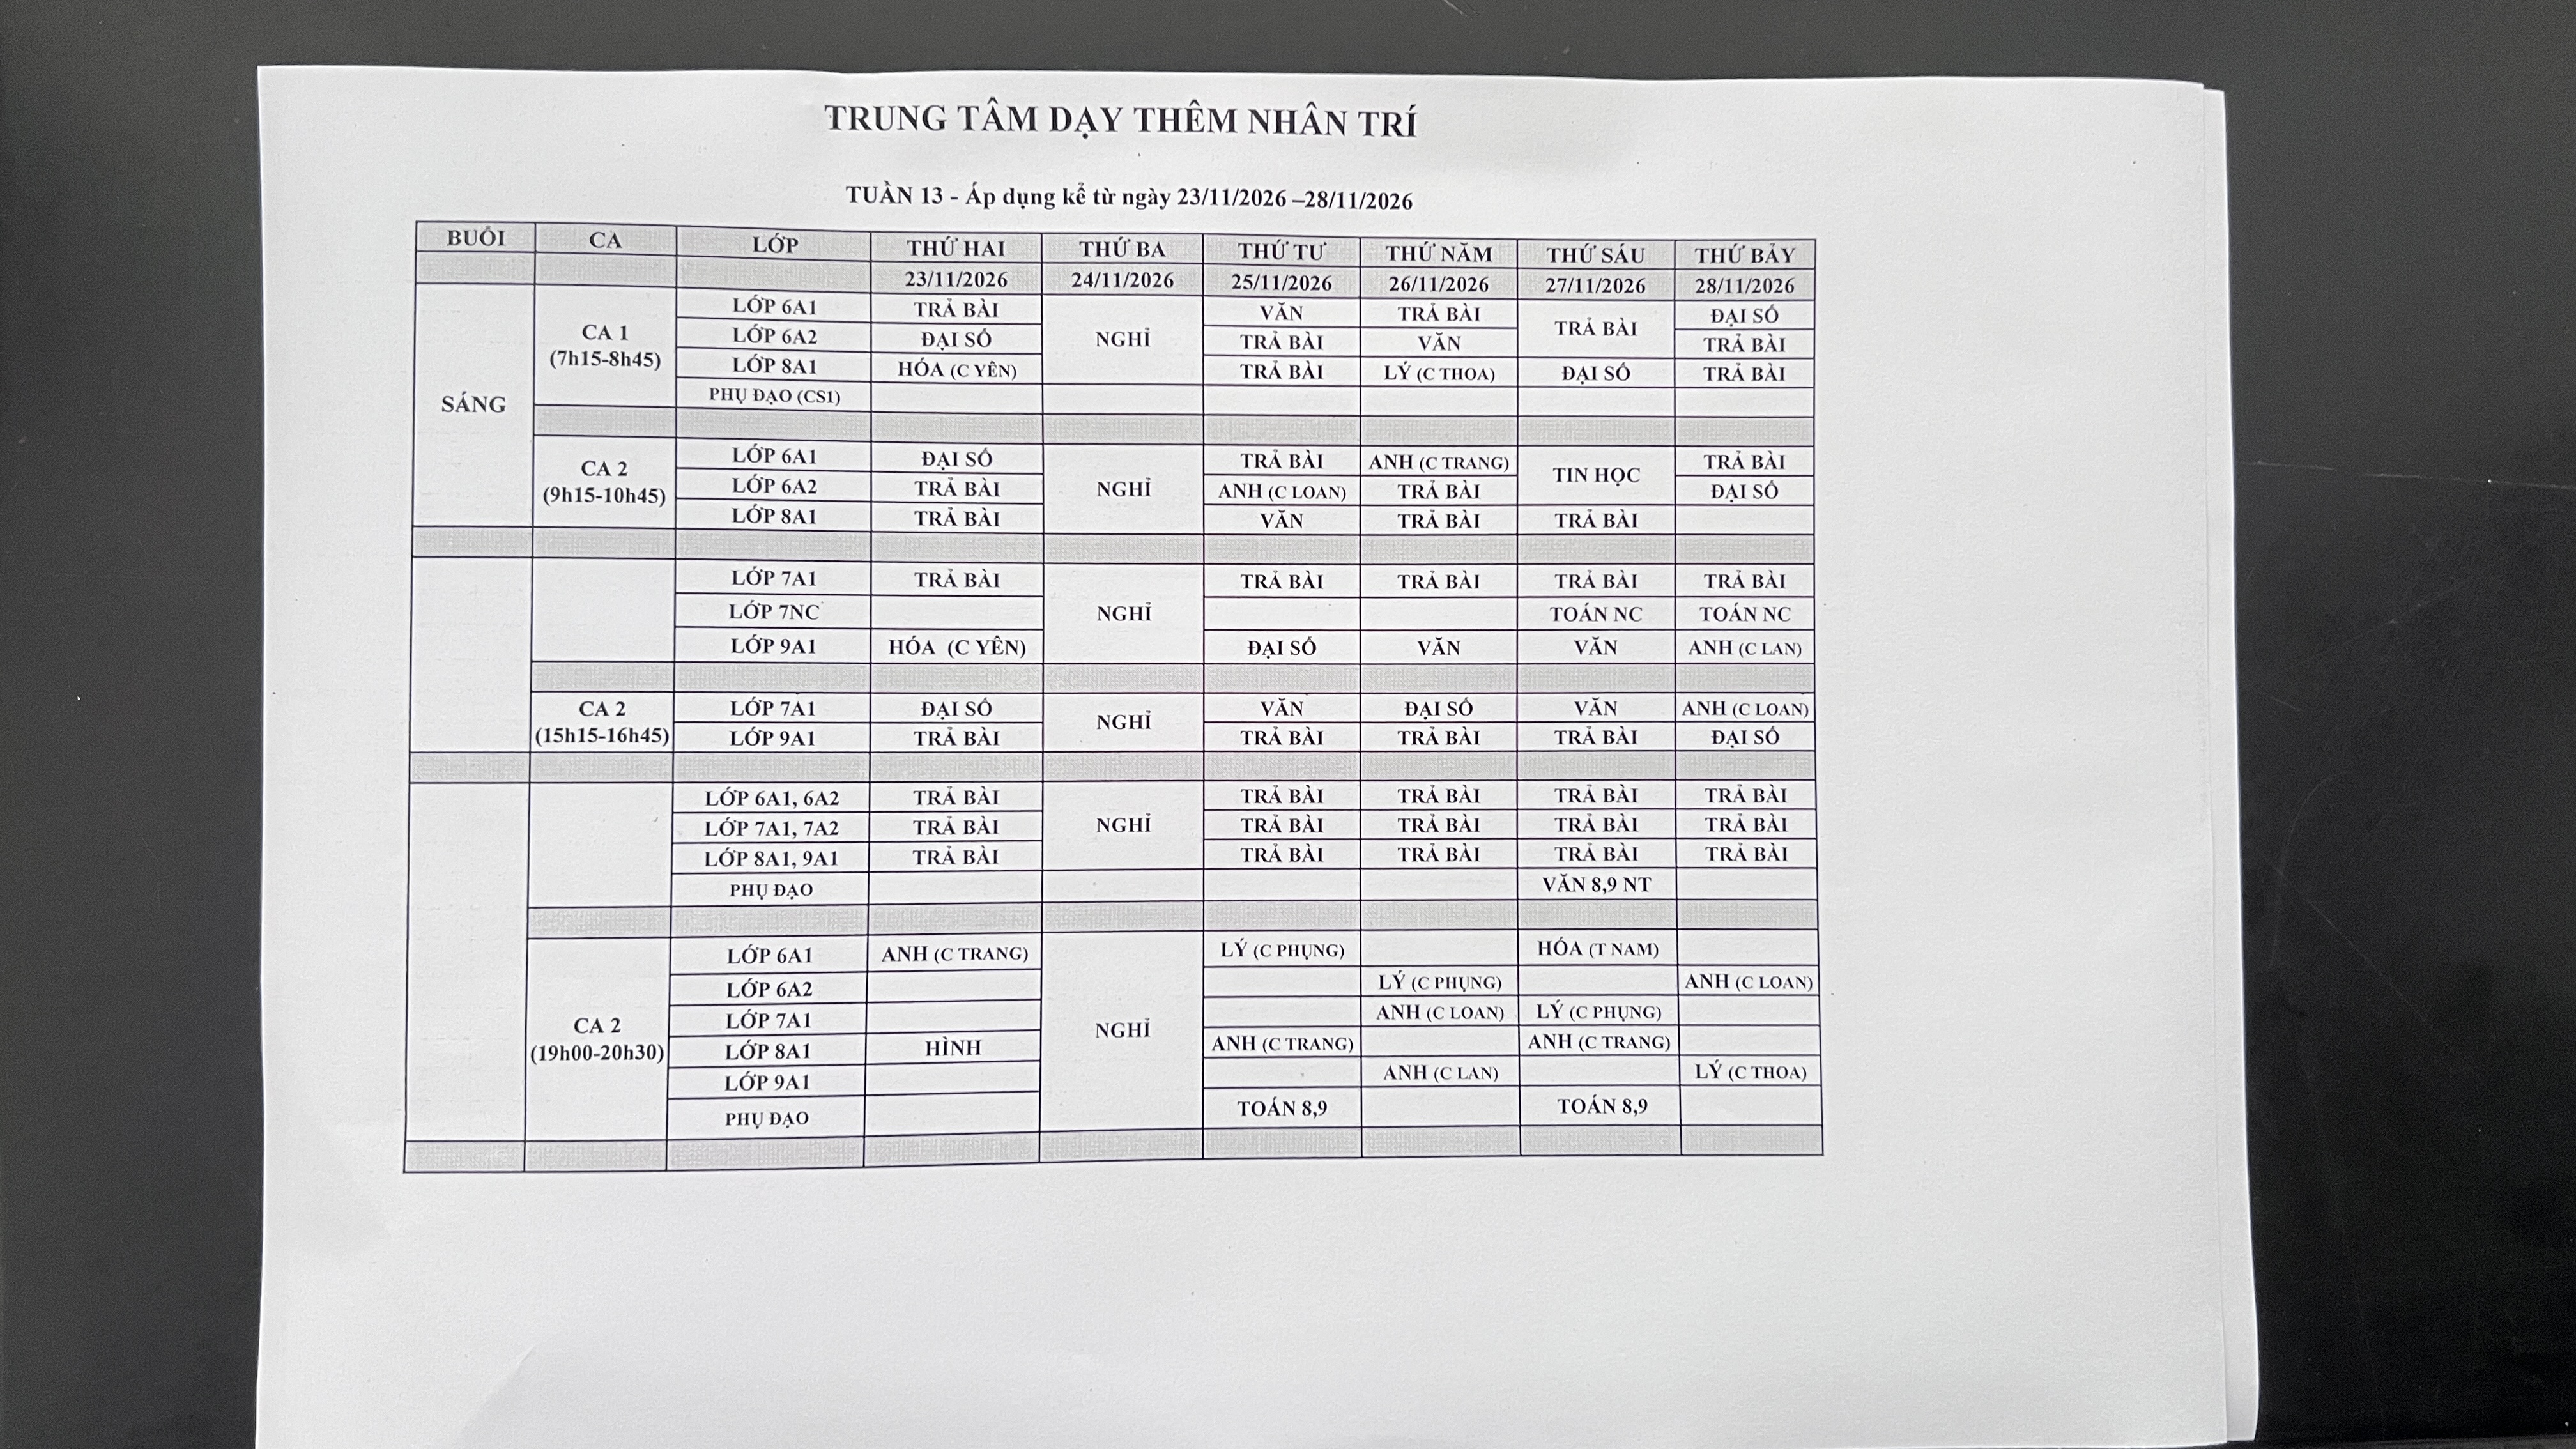 TRUNG TÂM DẠY THÊM NHÂN TRÍ
TUẦN 13 - Áp dụng kể từ ngày 23/11/2026 –28/11/2026
BUỔI CA LỚP THỨ HAI THỨ BA THỨ TƯ THỨ NĂM THỨ SÁU THỨ BẢY
23/11/2026 24/11/2026 25/11/2026 26/11/2026 27/11/2026 28/11/2026
SÁNG
CA 1
(7h15-8h45)
NGHỈ
TRẢ BÀI
LỚP 6A1 TRẢ BÀI VĂN TRẢ BÀI ĐẠI SỐ
LỚP 6A2 ĐẠI SỐ TRẢ BÀI VĂN TRẢ BÀI
LỚP 8A1 HÓA (C YÊN) TRẢ BÀI LÝ (C THOA) ĐẠI SỐ TRẢ BÀI
PHỤ ĐẠO (CS1)
CA 2
(9h15-10h45)
NGHỈ
TIN HỌC
LỚP 6A1 ĐẠI SỐ TRẢ BÀI ANH (C TRANG) TRẢ BÀI
LỚP 6A2 TRẢ BÀI ANH (C LOAN) TRẢ BÀI ĐẠI SỐ
LỚP 8A1 TRẢ BÀI VĂN TRẢ BÀI TRẢ BÀI
LỚP 7A1 TRẢ BÀI TRẢ BÀI TRẢ BÀI TRẢ BÀI TRẢ BÀI
LỚP 7NC NGHỈ TOÁN NC TOÁN NC
LỚP 9A1 HÓA (C YÊN) ĐẠI SỐ VĂN VĂN ANH (C LAN)
CA 2
(15h15-16h45)
NGHỈ
LỚP 7A1 ĐẠI SỐ VĂN ĐẠI SỐ VĂN ANH (C LOAN)
LỚP 9A1 TRẢ BÀI TRẢ BÀI TRẢ BÀI TRẢ BÀI ĐẠI SỐ
LỚP 6A1, 6A2 TRẢ BÀI TRẢ BÀI TRẢ BÀI TRẢ BÀI TRẢ BÀI
LỚP 7A1, 7A2 TRẢ BÀI NGHỈ TRẢ BÀI TRẢ BÀI TRẢ BÀI TRẢ BÀI
LỚP 8A1, 9A1 TRẢ BÀI TRẢ BÀI TRẢ BÀI TRẢ BÀI TRẢ BÀI
PHỤ ĐẠO VĂN 8,9 NT
CA 2
(19h00-20h30)
NGHỈ
LỚP 6A1 ANH (C TRANG) LÝ (C PHỤNG) HÓA (T NAM)
LỚP 6A2 LÝ (C PHỤNG) ANH (C LOAN)
LỚP 7A1 ANH (C LOAN) LÝ (C PHỤNG)
LỚP 8A1 HÌNH ANH (C TRANG) ANH (C TRANG)
LỚP 9A1 ANH (C LAN) LÝ (C THOA)
PHỤ ĐẠO TOÁN 8,9 TOÁN 8,9